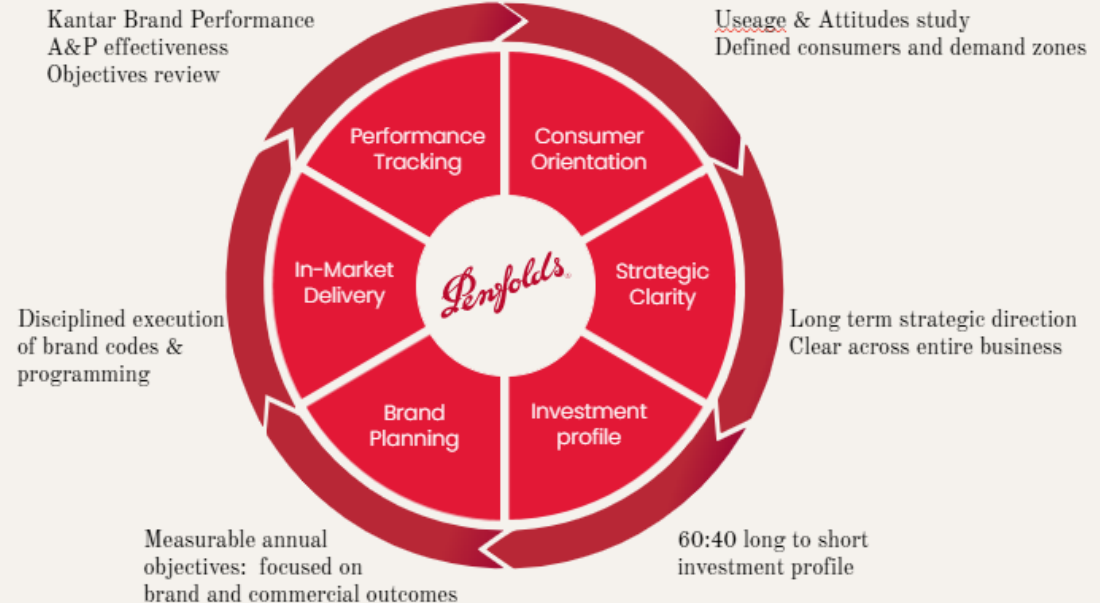 Kantar Brand Performance
A&P effectiveness
Objectives review
Useage & Attitudes study
Defined consumers and demand zones
Performance
Tracking
Consumer
Orientation
In-Market
Delivery
Penfolds
Strategic
Clarity
Disciplined execution
of brand codes &
programming
Long term strategic direction
Clear across entire business
Brand
Planning
Investment
profile
Measurable annual
objectives:  focused on
brand and commercial outcomes
60:40 long to short
investment profile